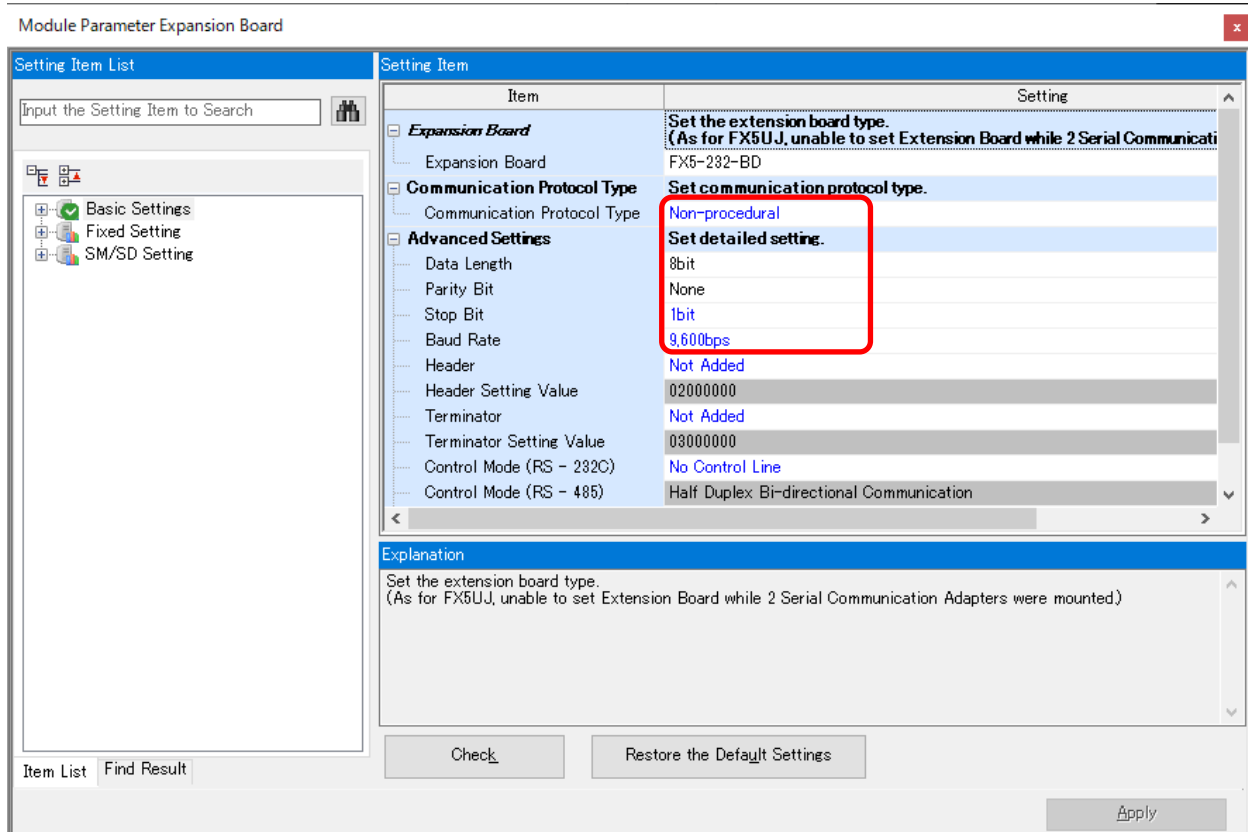 Module Parameter Expansion Board
x
Setting Item List
Input the Setting Item to Search
Basic Settings
Fixed Setting
SM/SD Setting
Item List
Find Result
Setting Item
Item Setting
Expansion Board Set the extension board type.
(As for FX5UJ, unable to set Extension Board while 2 Serial Communicati
Expansion Board FX5-232-BD
Communication Protocol Type Set communication protocol type.
Communication Protocol Type Non-procedural
Advanced Settings Set detailed setting.
Data Length 8bit
Parity Bit None
Stop Bit 1bit
Baud Rate 9,600bps
Header Not Added
Header Setting Value 02000000
Terminator Not Added
Terminator Setting Value 03000000
Control Mode (RS - 232C) No Control Line
Control Mode (RS - 485) Half Duplex Bi-directional Communication
Explanation
Set the extension board type.
(As for FX5UJ, unable to set Extension Board while 2 Serial Communication Adapters were mounted.)
Check
Restore the Default Settings
Apply